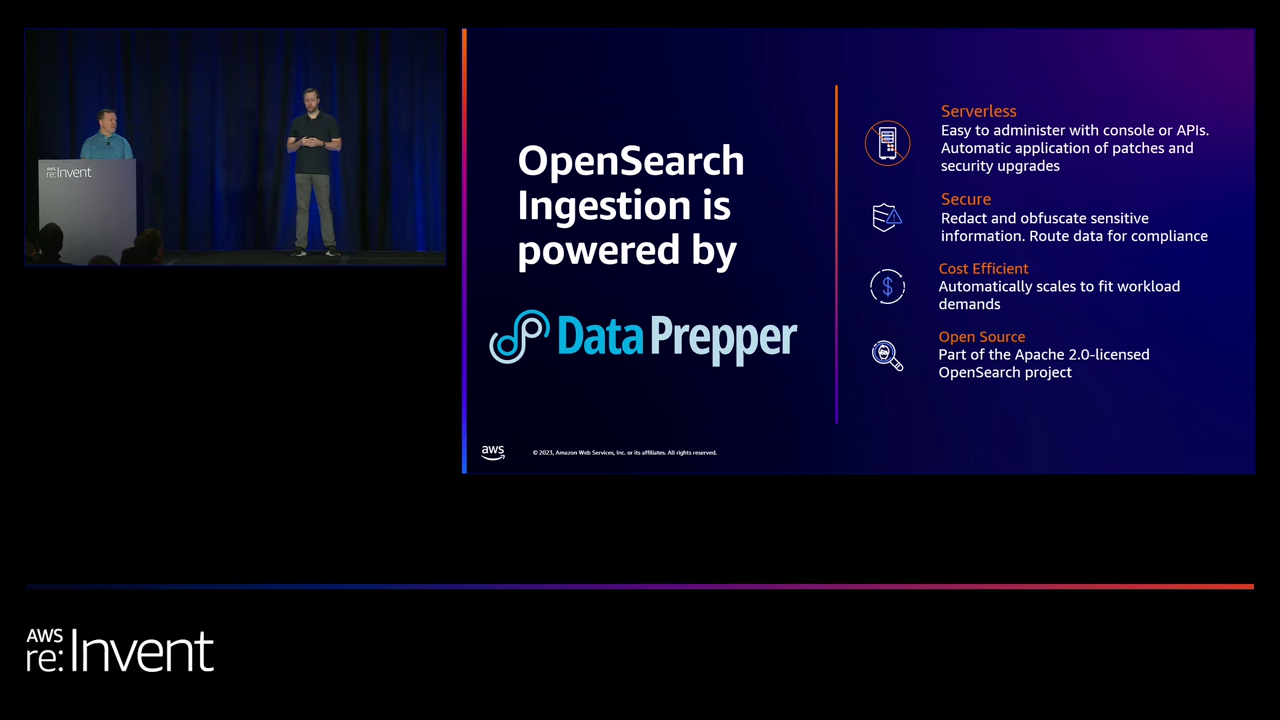 AWS
re:Invent
OpenSearch
Ingestion is
powered by
Data Prepper
Serverless
Easy to administer with console or APIs.
Automatic application of patches and
security upgrades
Secure
Redact and obfuscate sensitive
information. Route data for compliance
Cost Efficient
Automatically scales to fit workload
demands
Open Source
Part of the Apache 2.0-licensed
OpenSearch project
aws
© 2023, Amazon Web Services, Inc. or its affiliates. All rights reserved.
AWS
re:Invent